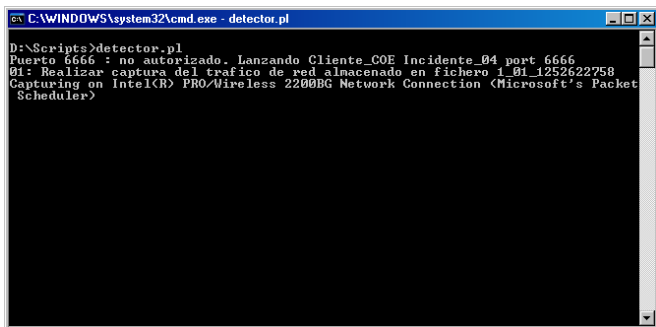 C:\WINDOWS\system32\cmd.exe - detector.pl
D:\Scripts>detector.pl
Puerto 6666 : no autorizado. Lanzando Cliente_COE Incidente_04 port 6666
01: Realizar captura del trafico de red almacenado en fichero 1_01_1252622758
Capturing on Intel(R) PRO/Wireless 2200BG Network Connection (Microsoft's Packet
Scheduler)